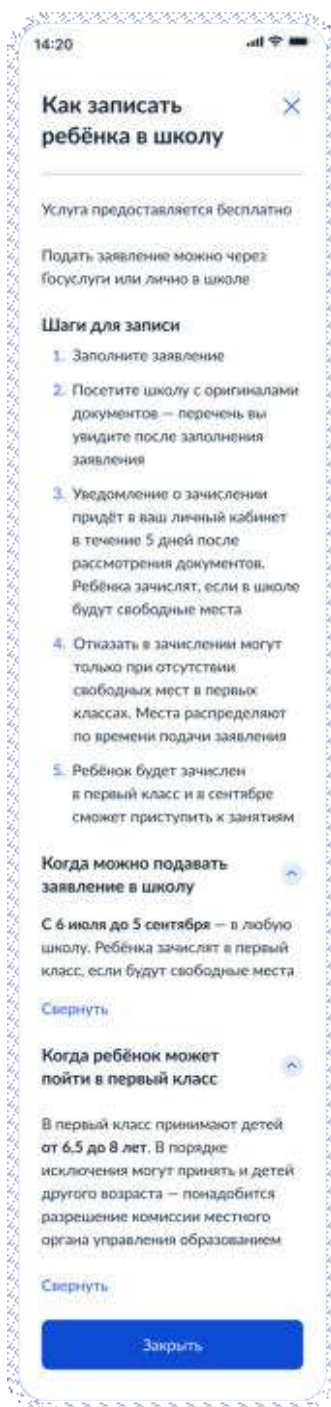 14:20
Как записать
ребёнка в школу
Услуга предоставляется бесплатно
Подать заявление можно через
Госуслуги или лично в школе
Шаги для записи
1. Заполните заявление
2. Посетите школу с оригиналами
документов — перечень вы
увидите после заполнения
заявления
3. Уведомление о зачислении
придёт в ваш личный кабинет
в течение 5 дней после
рассмотрения документов.
Ребёнка зачислят, если в школе
будут свободные места
4. Отказать в зачислении могут
только при отсутствии
свободных мест в первых
классах. Места распределяют
по времени подачи заявления
5. Ребёнок будет зачислен
в первый класс и в сентябре
сможет приступить к занятиям
Когда можно подавать
заявление в школу
С 6 июля до 5 сентября — в любую
школу. Ребёнка зачислят в первый
класс, если будут свободные места
Свернуть
Когда ребёнок может
пойти в первый класс
В первый класс принимают детей
от 6,5 до 8 лет. В порядке
исключения могут принять и детей
другого возраста — понадобится
разрешение комиссии местного
органа управления образованием
Свернуть
Закрыть